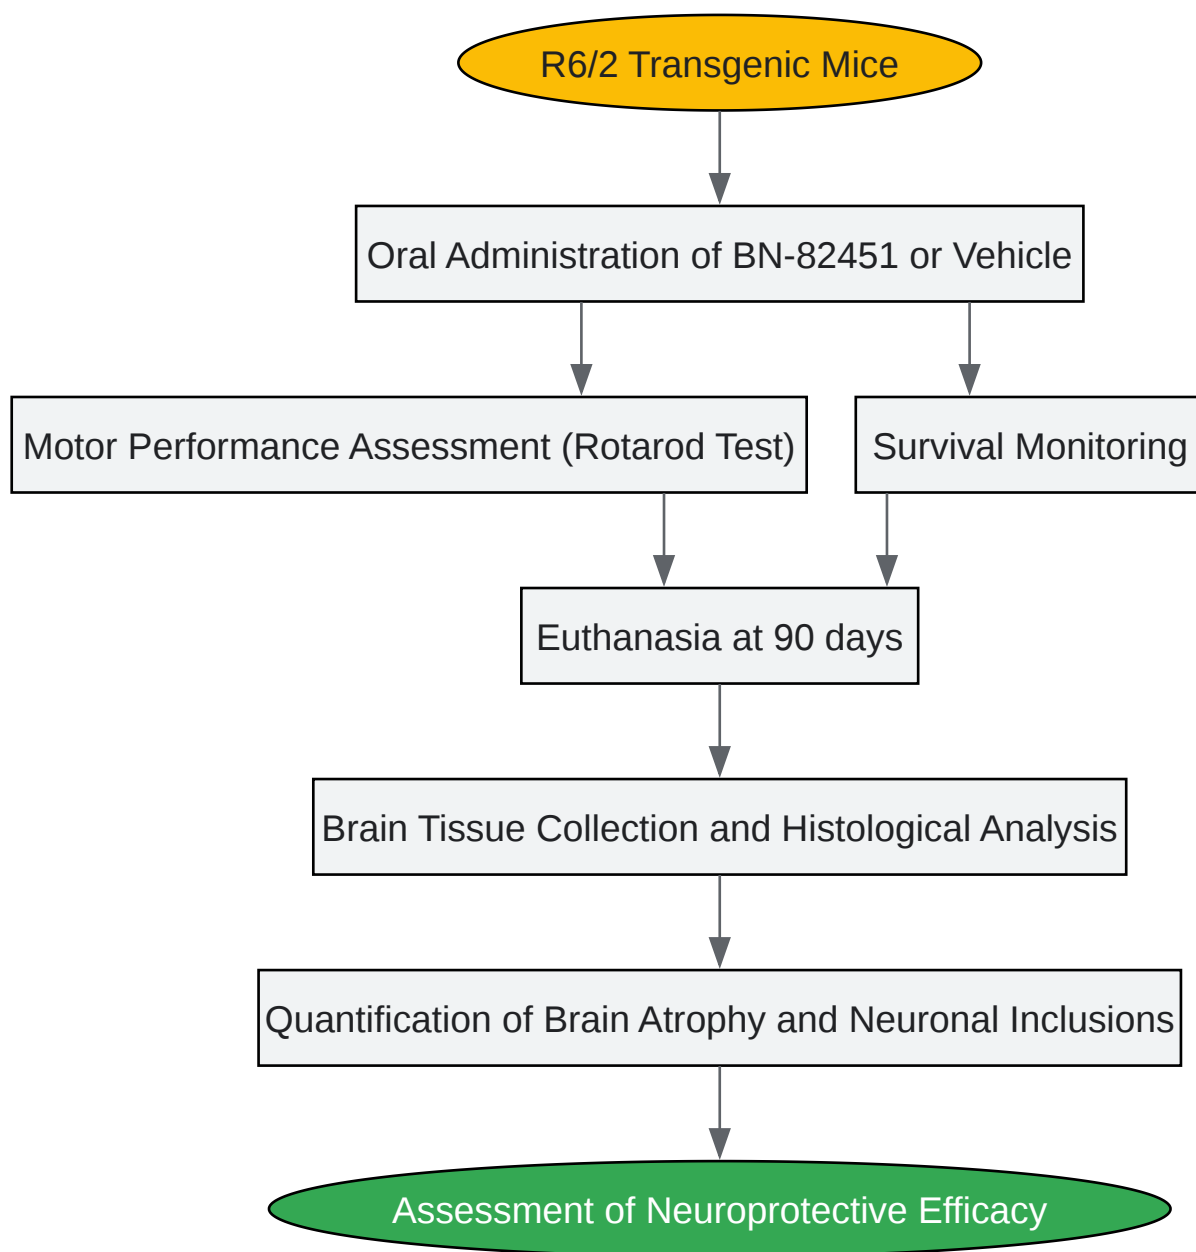 R6/2 Transgenic Mice
Oral Administration of BN-82451 or Vehicle
Motor Performance Assessment (Rotarod Test)
Survival Monitoring
Euthanasia at 90 days
Brain Tissue Collection and Histological Analysis
Quantification of Brain Atrophy and Neuronal Inclusions
Assessment of Neuroprotective Efficacy